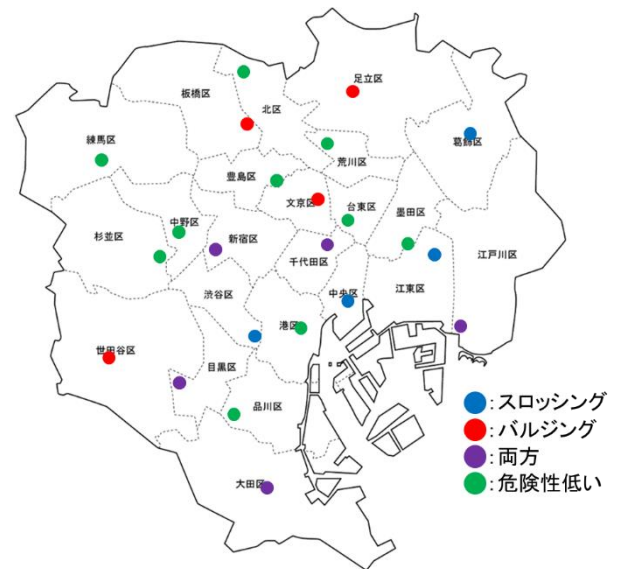 足立区
板橋区
北区
葛飾区
練馬区
荒川区
豊島区
文京区
台東区
墨田区
中野区
杉並区
新宿区
江戸川区
千代田区
渋谷区
中央区
江東区
港区
世田谷区
目黒区
品川区
大田区
:スロッシング
:バルジング
:両方
:危険性低い